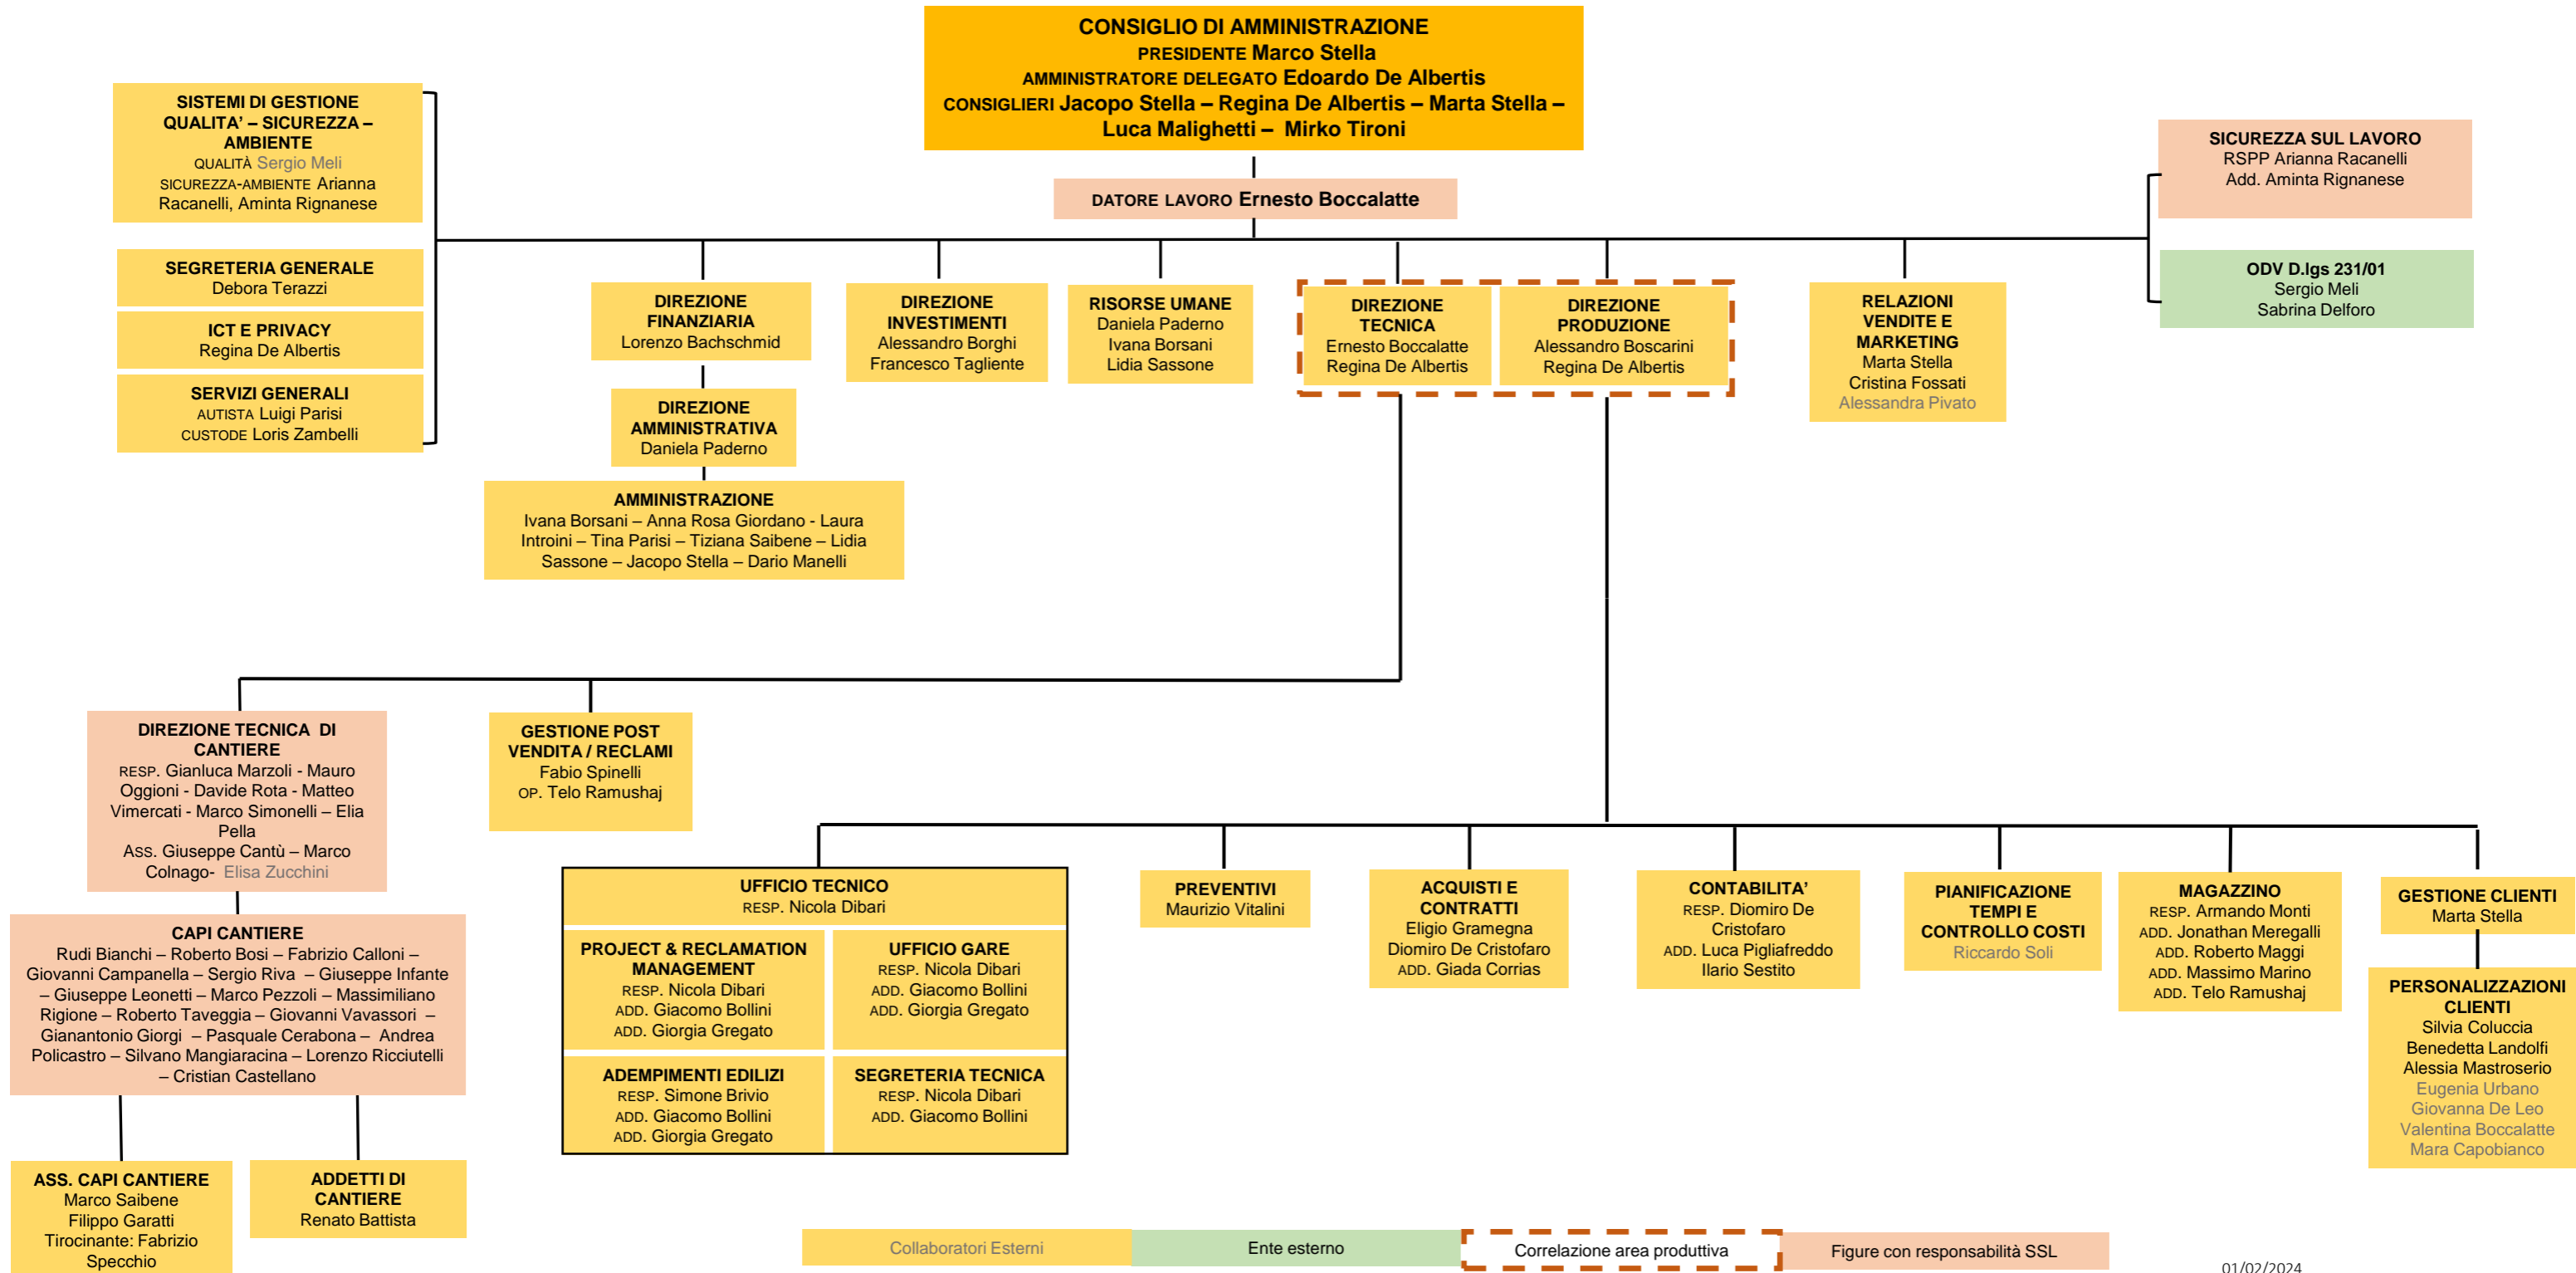 CONSIGLIO DI AMMINISTRAZIONE
PRESIDENTE Marco Stella
AMMINISTRATORE DELEGATO Edoardo De Albertis
CONSIGLIERI Jacopo Stella – Regina De Albertis – Marta Stella –
Luca Malighetti – Mirko Tironi
DATORE LAVORO Ernesto Boccalatte
SISTEMI DI GESTIONE
QUALITA' – SICUREZZA –
AMBIENTE
QUALITÀ Sergio Meli
SICUREZZA-AMBIENTE Arianna
Racanelli, Aminta Rignanese
SEGRETERIA GENERALE
Debora Terazzi
ICT E PRIVACY
Regina De Albertis
SERVIZI GENERALI
AUTISTA Luigi Parisi
CUSTODE Loris Zambelli
SICUREZZA SUL LAVORO
RSPP Arianna Racanelli
Add. Aminta Rignanese
ODV D.lgs 231/01
Sergio Meli
Sabrina Delforo
DIREZIONE
FINANZIARIA
Lorenzo Bachschmid
DIREZIONE
AMMINISTRATIVA
Daniela Paderno
AMMINISTRAZIONE
Ivana Borsani – Anna Rosa Giordano - Laura
Introini – Tina Parisi – Tiziana Saibene – Lidia
Sassone – Jacopo Stella – Dario Manelli
DIREZIONE
INVESTIMENTI
Alessandro Borghi
Francesco Tagliente
RISORSE UMANE
Daniela Paderno
Ivana Borsani
Lidia Sassone
DIREZIONE
TECNICA
Ernesto Boccalatte
Regina De Albertis
DIREZIONE
PRODUZIONE
Alessandro Boscarini
Regina De Albertis
RELAZIONI
VENDITE E
MARKETING
Marta Stella
Cristina Fossati
Alessandra Pivato
DIREZIONE TECNICA DI
CANTIERE
RESP. Gianluca Marzoli - Mauro
Oggioni - Davide Rota - Matteo
Vimercati - Marco Simonelli – Elia
Pella
Ass. Giuseppe Cantù – Marco
Colnago- Elisa Zucchini
GESTIONE POST
VENDITA / RECLAMI
Fabio Spinelli
OP. Telo Ramushaj
CAPI CANTIERE
Rudi Bianchi – Roberto Bosi – Fabrizio Calloni –
Giovanni Campanella – Sergio Riva – Giuseppe Infante
– Giuseppe Leonetti – Marco Pezzoli – Massimiliano
Rigione – Roberto Taveggia – Giovanni Vavassori –
Gianantonio Giorgi – Pasquale Cerabona – Andrea
Policastro – Silvano Mangiaracina – Lorenzo Ricciutelli
– Cristian Castellano
ASS. CAPI CANTIERE
Marco Saibene
Filippo Garatti
Tirocinante: Fabrizio
Specchio
ADDETTI DI
CANTIERE
Renato Battista
UFFICIO TECNICO
RESP. Nicola Dibari
PROJECT & RECLAMATION
MANAGEMENT
RESP. Nicola Dibari
ADD. Giacomo Bollini
ADD. Giorgia Gregato
UFFICIO GARE
RESP. Nicola Dibari
ADD. Giacomo Bollini
ADD. Giorgia Gregato
ADEMPIMENTI EDILIZI
RESP. Simone Brivio
ADD. Giacomo Bollini
ADD. Giorgia Gregato
SEGRETERIA TECNICA
RESP. Nicola Dibari
ADD. Giacomo Bollini
PREVENTIVI
Maurizio Vitalini
ACQUISTI E
CONTRATTI
Eligio Gramegna
Diomiro De Cristofaro
ADD. Giada Corrias
CONTABILITA'
RESP. Diomiro De
Cristofaro
ADD. Luca Pigliafreddo
Ilario Sestito
PIANIFICAZIONE
TEMPI E
CONTROLLO COSTI
Riccardo Soli
MAGAZZINO
RESP. Armando Monti
ADD. Jonathan Meregalli
ADD. Roberto Maggi
ADD. Massimo Marino
ADD. Telo Ramushaj
GESTIONE CLIENTI
Marta Stella
PERSONALIZZAZIONI
CLIENTI
Silvia Coluccia
Benedetta Landolfi
Alessia Mastroserio
Eugenia Urbano
Giovanna De Leo
Valentina Boccalatte
Mara Capobianco
Collaboratori Esterni
Ente esterno
Correlazione area produttiva
Figure con responsabilità SSL
01/02/2024